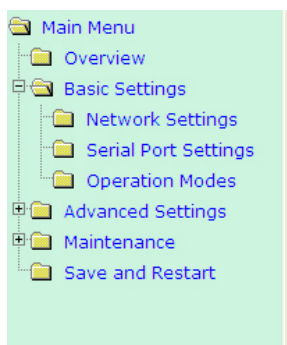 Main Menu
Overview
Basic Settings
Network Settings
Serial Port Settings
Operation Modes
Advanced Settings
Maintenance
Save and Restart